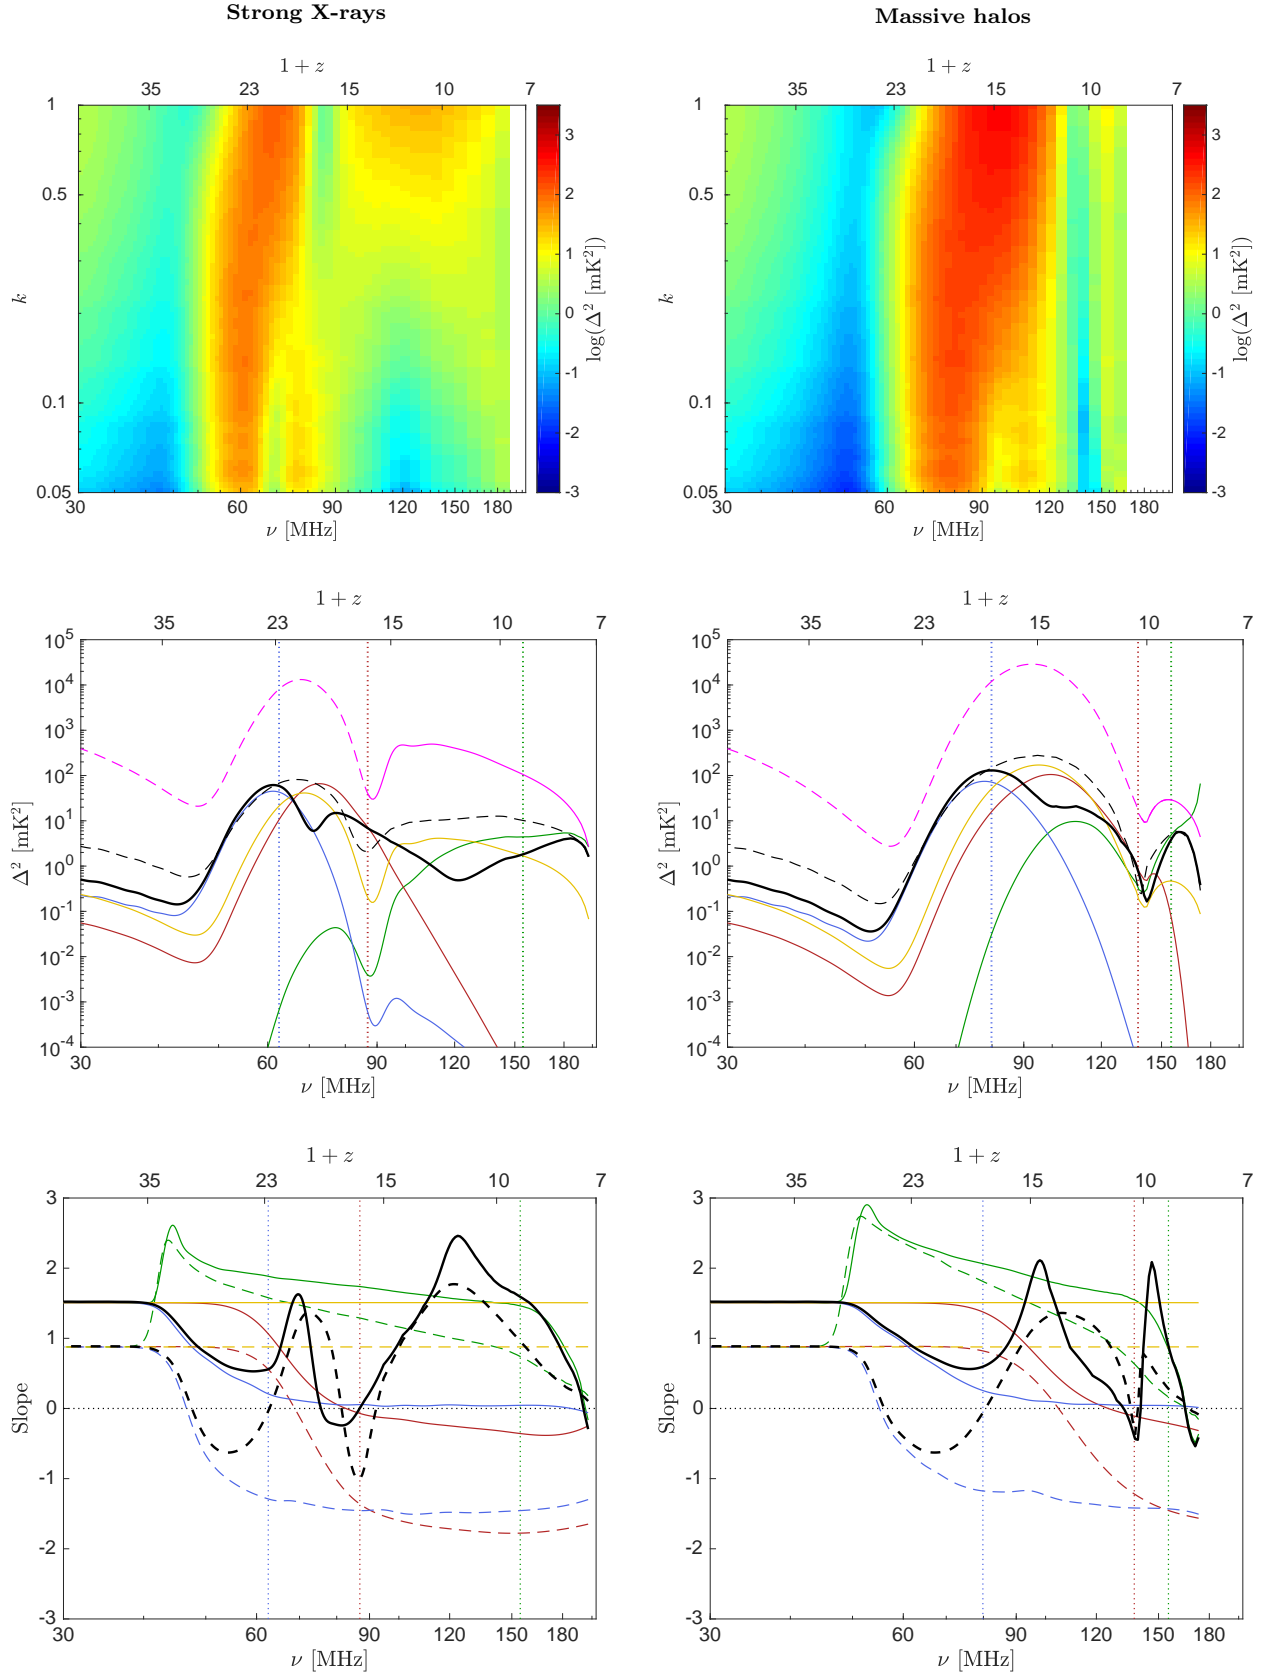 Strong X-rays
Massive halos
1 + z
35 23 15 10 7
1
0.5
0.1
0.05
k
30 60 90 120 150 180
ν [MHz]
3
2
1
0
-1
-2
-3
log(Δ² [mK²])
1 + z
35 23 15 10 7
1
0.5
0.1
0.05
k
30 60 90 120 150 180
ν [MHz]
3
2
1
0
-1
-2
-3
log(Δ² [mK²])
1 + z
35 23 15 10 7
10⁵
10⁴
10³
10²
10¹
10⁰
10⁻¹
10⁻²
10⁻³
10⁻⁴
Δ² [mK²]
30 60 90 120 150 180
ν [MHz]
1 + z
35 23 15 10 7
10⁵
10⁴
10³
10²
10¹
10⁰
10⁻¹
10⁻²
10⁻³
10⁻⁴
Δ² [mK²]
30 60 90 120 150 180
ν [MHz]
1 + z
35 23 15 10 7
3
2
1
0
-1
-2
-3
Slope
30 60 90 120 150 180
ν [MHz]
1 + z
35 23 15 10 7
3
2
1
0
-1
-2
-3
Slope
30 60 90 120 150 180
ν [MHz]